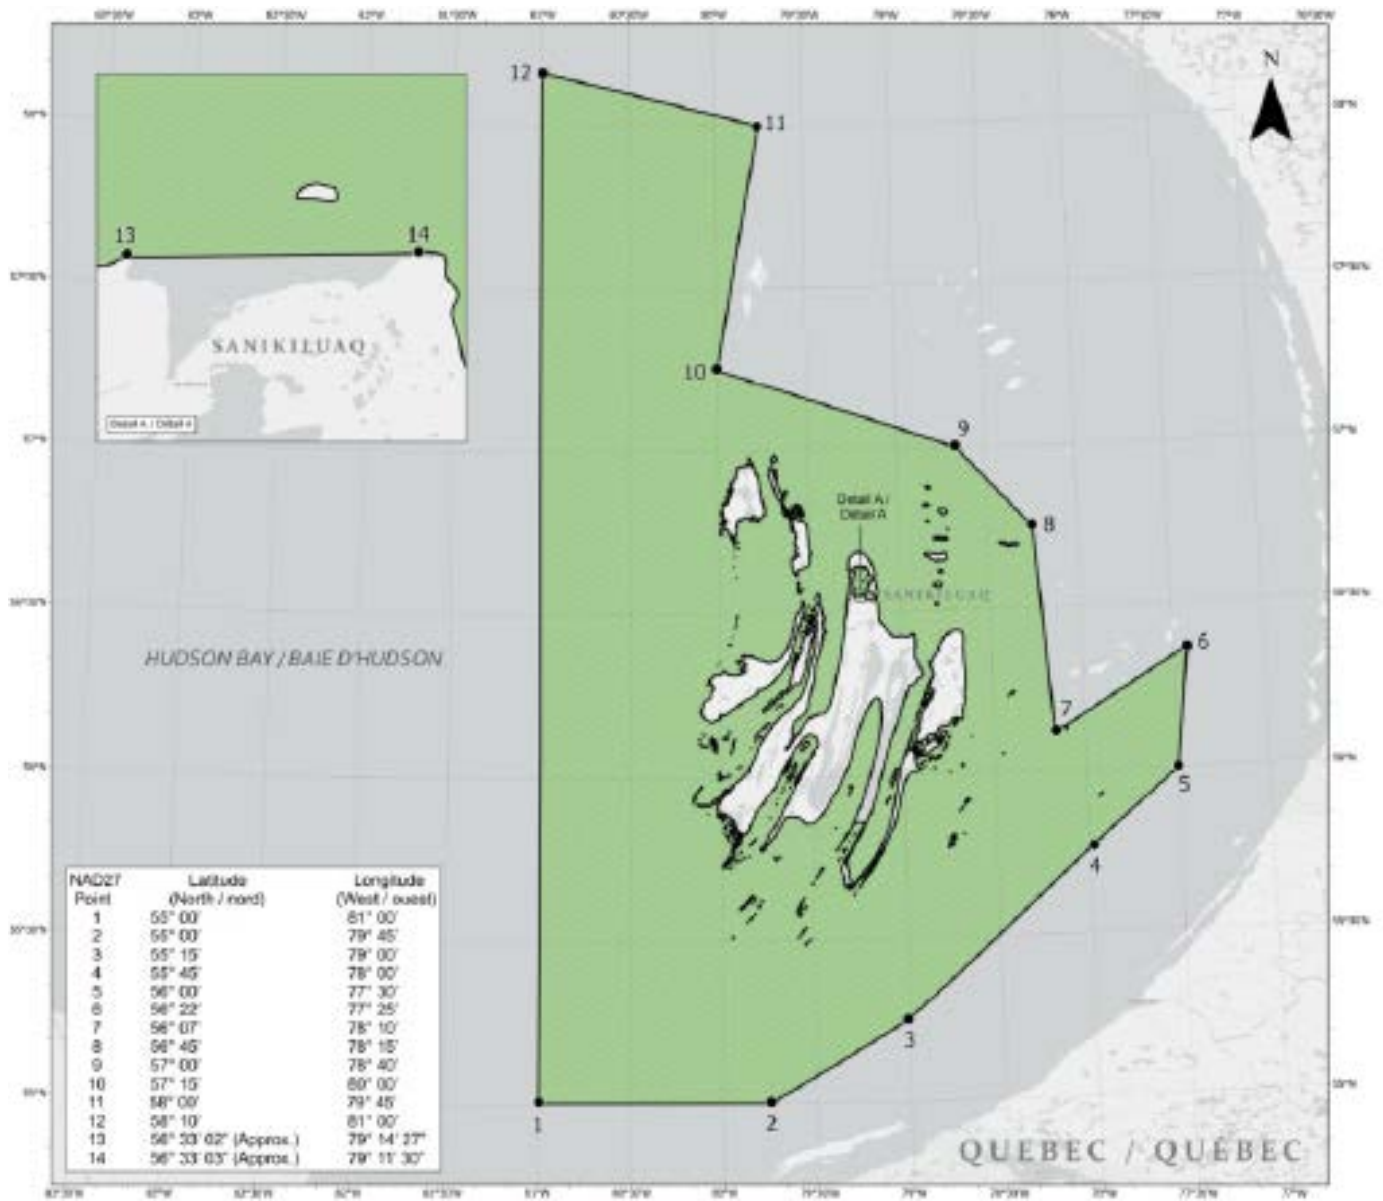 12
11
N
13
14
SANIKILUAQ
Detail A / Détail A
10
9
Detail A /
Détail A
8
SANIKILUAQ
HUDSON BAY / BAIE D'HUDSON
6
7
5
4
3
1
2
QUEBEC / QUÉBEC
NAD27 Latitude Longitude
Point (North / nord) (West / ouest)
1 55° 00' 81° 00'
2 55° 00' 79° 45'
3 55° 15' 79° 00'
4 55° 45' 78° 00'
5 56° 00' 77° 30'
6 56° 22' 77° 25'
7 56° 07' 78° 10'
8 56° 45' 78° 15'
9 57° 00' 78° 40'
10 57° 15' 80° 00'
11 58° 00' 79° 45'
12 58° 10' 81° 00'
13 56° 33' 02" (Approx.) 79° 14' 27"
14 56° 33' 03" (Approx.) 79° 11' 30"